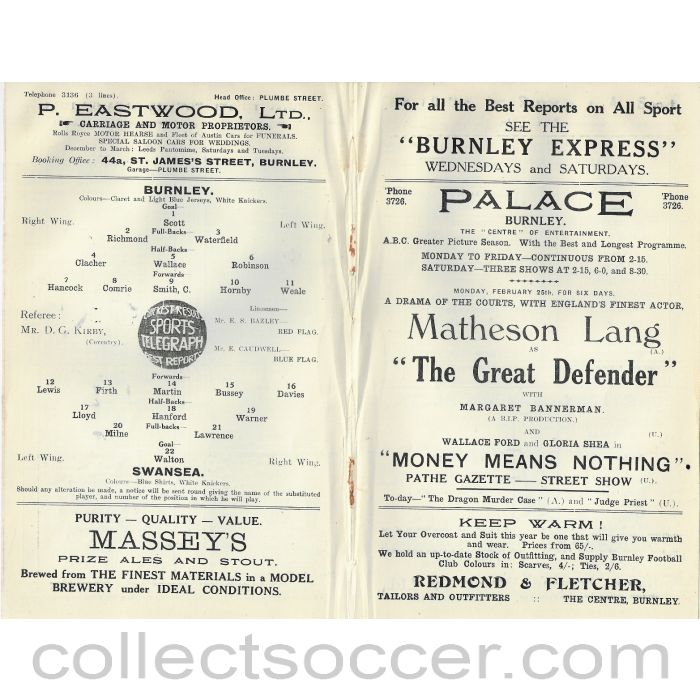 Telephone 3136 (3 lines). Head Office: PLUMBE STREET.
P. EASTWOOD, LTD.,
CARRIAGE AND MOTOR PROPRIETORS.
Rolls Royce MOTOR HEARSE and Fleet of Austin Cars for FUNERALS.
SPECIAL SALOON CARS FOR WEDDINGS.
December to March: Leeds Pantomime, Saturdays and Tuesdays.
Booking Office: 44a, ST. JAMES'S STREET, BURNLEY.
Garage—PLUMBE STREET.
BURNLEY.
Colours—Claret and Light Blue Jerseys, White Knickers.
Goal—
1
Right Wing. Scott Left Wing.
2 Full-Backs— 3
Richmond Waterfield
Half-Backs—
4 5 6
Clacher Wallace Robinson
Forwards
7 8 9 10 11
Hancock Comrie Smith, C. Hornby Weale
Referee: Linesmen—
Mr. D. G. KIRBY, Mr. E. S. BAZLEY—
(Coventry). RED FLAG.
Mr. E. CAUDWELL—
BLUE FLAG.
SPORTS
TELEGRAPH
BEST REPORTS
Forwards—
12 13 14 15 16
Lewis Firth Martin Bussey Davies
Half-Backs—
17 18 19
Lloyd Hanford Warner
20 Full-backs— 21
Milne Lawrence
Goal—
22
Left Wing. Walton Right Wing.
SWANSEA.
Colours—Blue Shirts, White Knickers.
Should any alteration be made, a notice will be sent round giving the name of the substituted
player, and number of the position in which he will play.
PURITY — QUALITY — VALUE.
MASSEY'S
PRIZE ALES AND STOUT.
Brewed from THE FINEST MATERIALS in a MODEL
BREWERY under IDEAL CONDITIONS.
For all the Best Reports on All Sport
SEE THE
"BURNLEY EXPRESS"
WEDNESDAYS and SATURDAYS.
'Phone 3726. PALACE 'Phone 3726.
BURNLEY.
THE "CENTRE" OF ENTERTAINMENT.
A.B.C. Greater Picture Season. With the Best and Longest Programme.
MONDAY TO FRIDAY—CONTINUOUS FROM 2-15.
SATURDAY—THREE SHOWS AT 2-15, 6-0, and 8-30.
MONDAY, FEBRUARY 25th, FOR SIX DAYS.
A DRAMA OF THE COURTS, WITH ENGLAND'S FINEST ACTOR,
Matheson Lang
AS (A.)
"The Great Defender"
WITH
MARGARET BANNERMAN.
(A B.I.P. PRODUCTION.)
AND (U.)
WALLACE FORD and GLORIA SHEA in
"MONEY MEANS NOTHING".
PATHE GAZETTE — STREET SHOW (U.).
To-day—"The Dragon Murder Case" (A.) and "Judge Priest" (U.).
KEEP WARM!
Let Your Overcoat and Suit this year be one that will give you warmth
and wear. Prices from 65/-.
We hold an up-to-date Stock of Outfitting, and Supply Burnley Football
Club Colours in: Scarves, 4/-; Ties, 2/6.
REDMOND & FLETCHER,
TAILORS AND OUTFITTERS :: THE CENTRE, BURNLEY.
collectsoccer.com